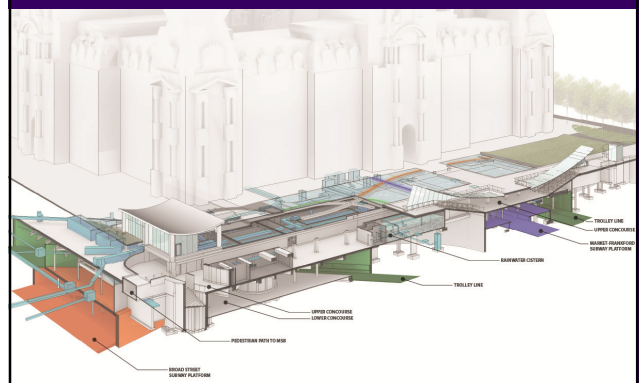 TROLLEY LINE
UPPER CONCOURSE
MARKET-FRANKFORD
SUBWAY PLATFORM
RAINWATER CISTERN
TROLLEY LINE
UPPER CONCOURSE
LOWER CONCOURSE
PEDESTRIAN PATH TO MSB
BROAD STREET
SUBWAY PLATFORM